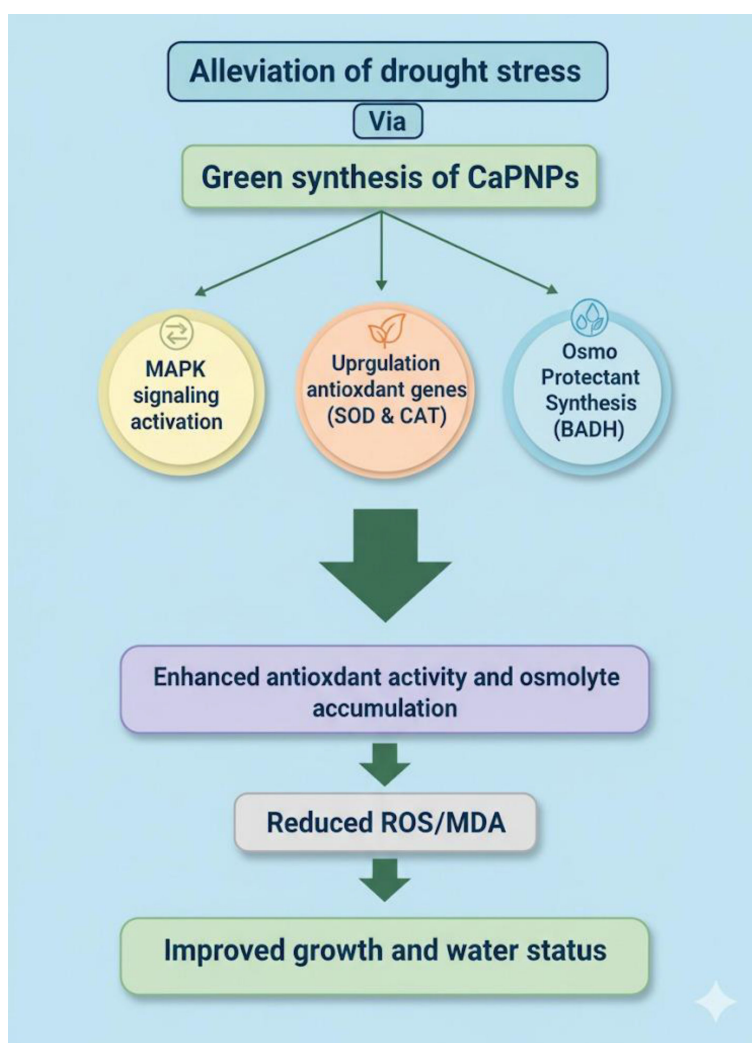 Alleviation of drought stress
Via
Green synthesis of CaPNPs
MAPK
signaling
activation
Uprgulation
antioxdant genes
(SOD & CAT)
Osmo
Protectant
Synthesis
(BADH)
Enhanced antioxdant activity and osmolyte
accumulation
Reduced ROS/MDA
Improved growth and water status